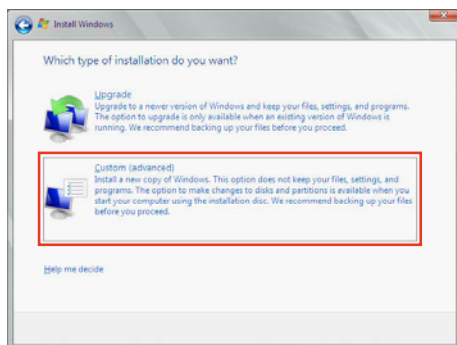 Install Windows
Which type of installation do you want?
Upgrade
Upgrade to a newer version of Windows and keep your files, settings, and programs.
The option to upgrade is only available when an existing version of Windows is
running. We recommend backing up your files before you proceed.
Custom (advanced)
Install a new copy of Windows. This option does not keep your files, settings, and
programs. The option to make changes to disks and partitions is available when you
start your computer using the installation disc. We recommend backing up your files
before you proceed.
Help me decide